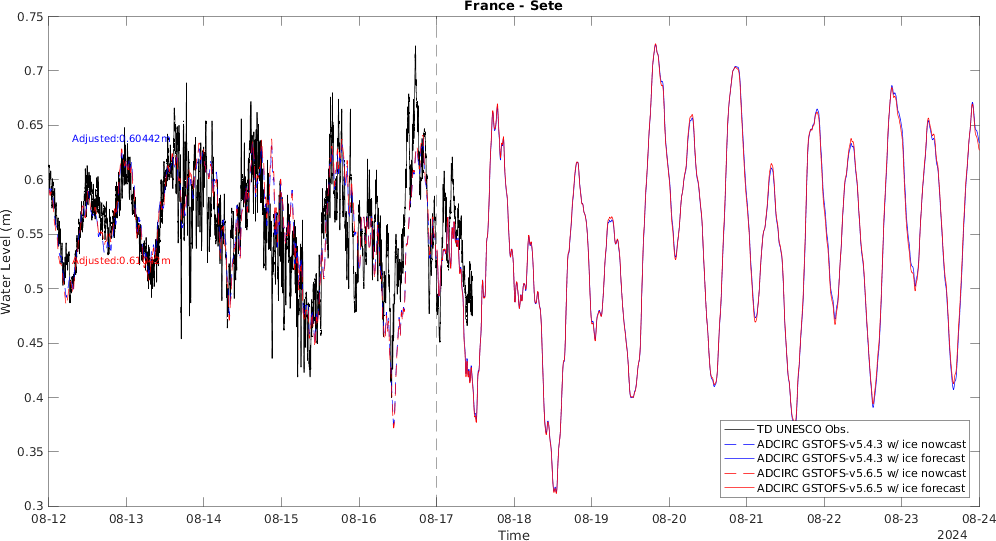 France - Sete
0.75
0.7
0.65
0.6
0.55
0.5
0.45
0.4
0.35
0.3
Water Level (m)
Adjusted:0.60442m
TD UNESCO Obs.
ADCIRC GSTOFS-v5.4.3 w/ ice nowcast
ADCIRC GSTOFS-v5.4.3 w/ ice forecast
ADCIRC GSTOFS-v5.6.5 w/ ice nowcast
ADCIRC GSTOFS-v5.6.5 w/ ice forecast
08-12 08-13 08-14 08-15 08-16 08-17 08-18 08-19 08-20 08-21 08-22 08-23 08-24
Time
2024